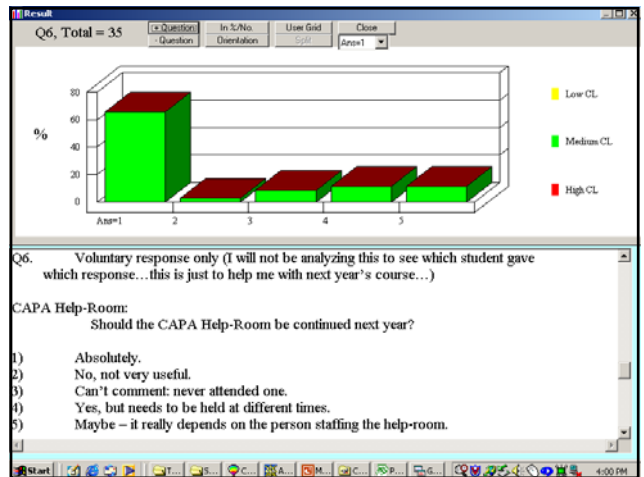 Result
Q6, Total = 35
+ Question In %/No. User Grid Close
- Question Orientation Split Ans=1
80
60
40
20
0
%
Ans=1 2 3 4 5
Low CL
Medium CL
High CL
Q6. Voluntary response only (I will not be analyzing this to see which student gave
which response…this is just to help me with next year’s course…)
CAPA Help-Room:
Should the CAPA Help-Room be continued next year?
1) Absolutely.
2) No, not very useful.
3) Can’t comment: never attended one.
4) Yes, but needs to be held at different times.
5) Maybe – it really depends on the person staffing the help-room.
Start T... S... C... A... M... C... P... G... 4:00 PM